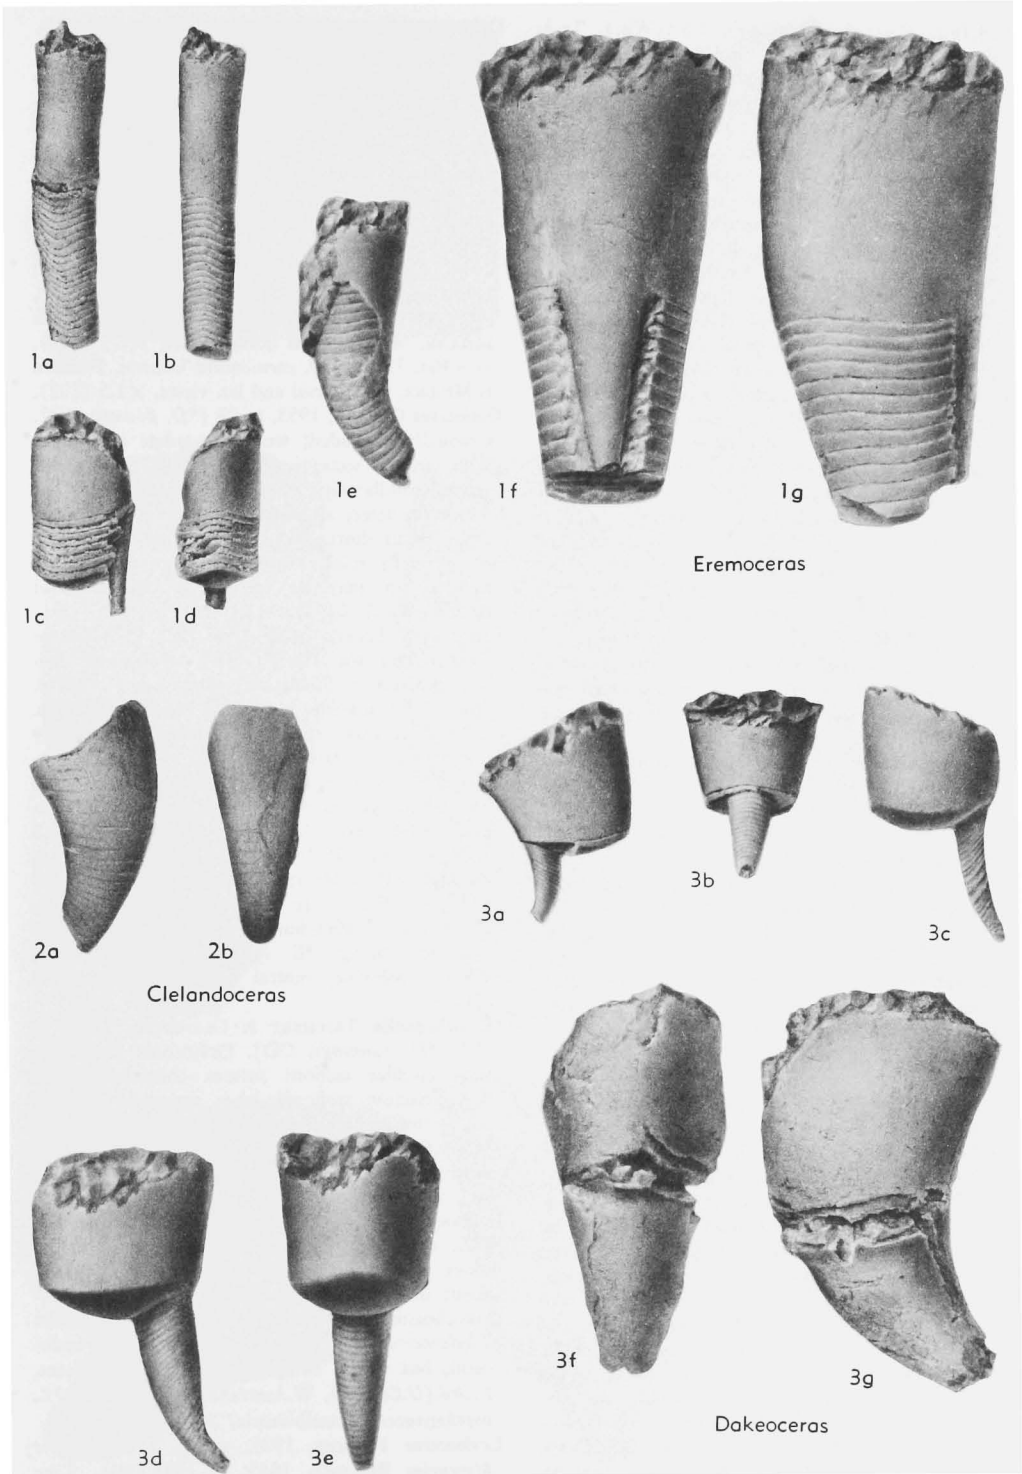 1a
1b
1e
1f
1g
1c
1d
Eremoceras
2a
2b
3a
3b
3c
Clelandoceras
3d
3e
3f
3g
Dakeoceras